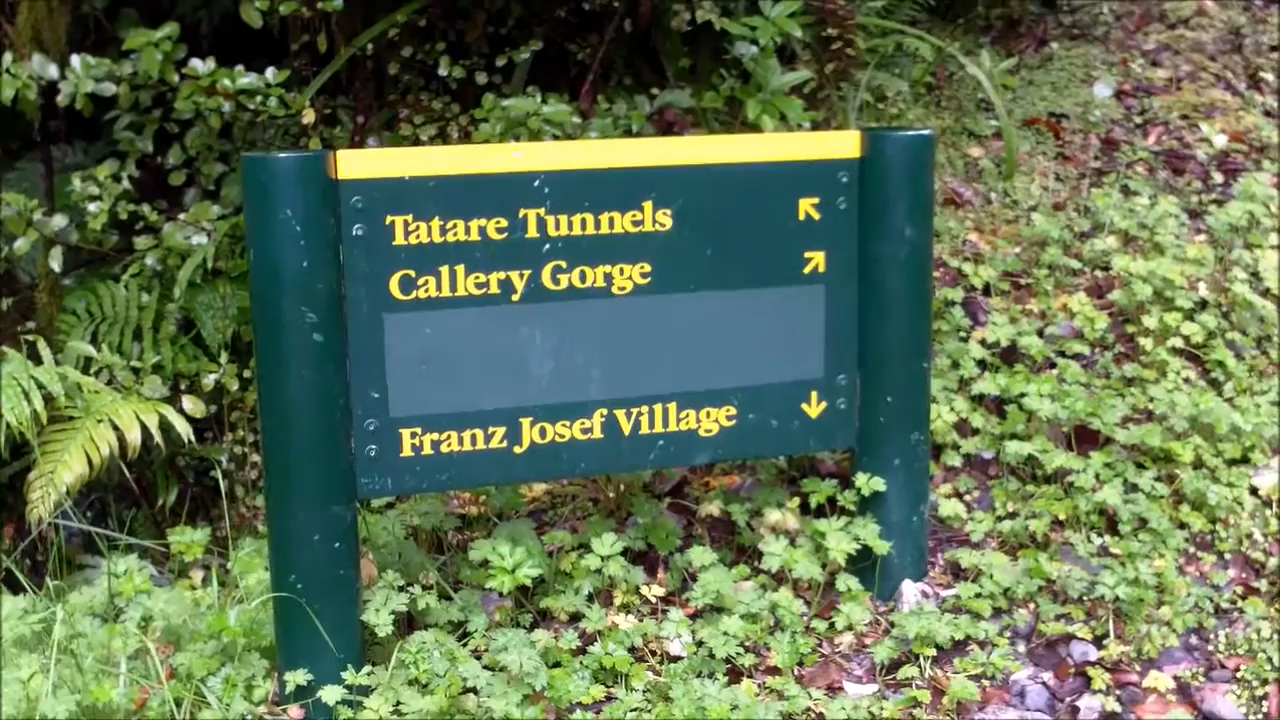 Tatare Tunnels ↖
Callery Gorge ↗
Franz Josef Village ↓